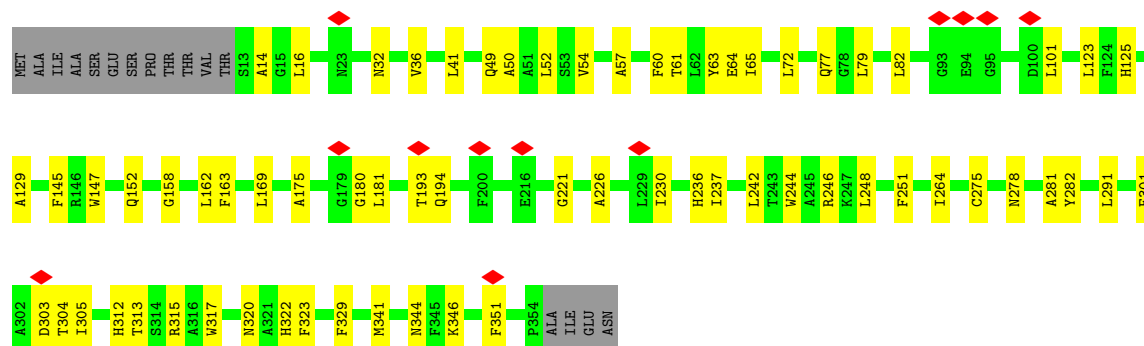 MET ALA ILE ALA SER GLU SER PRO THR THR VAL THR S13 A14 G15 L16 N23 N32 V36 L41 Q49 A50 A51 L52 S53 V54 A57 F60 T61 L62 Y63 E64 I65 L72 Q77 G78 L79 L82 G93 E94 G95 D100 L101 L123 F124 H125
A129 F145 R146 W147 Q152 G158 L162 F163 L169 A175 G179 G180 L181 T193 Q194 F200 E216 G221 A226 L229 I230 H236 I237 L242 T243 W244 A245 R246 K247 L248 F251 I264 C275 N278 A281 Y282 L291
A302 D303 T304 I305 H312 T313 S314 R315 A316 W317 N320 A321 H322 F323 F329 M341 N344 F345 K346 F351 P354 ALA ILE GLU ASN